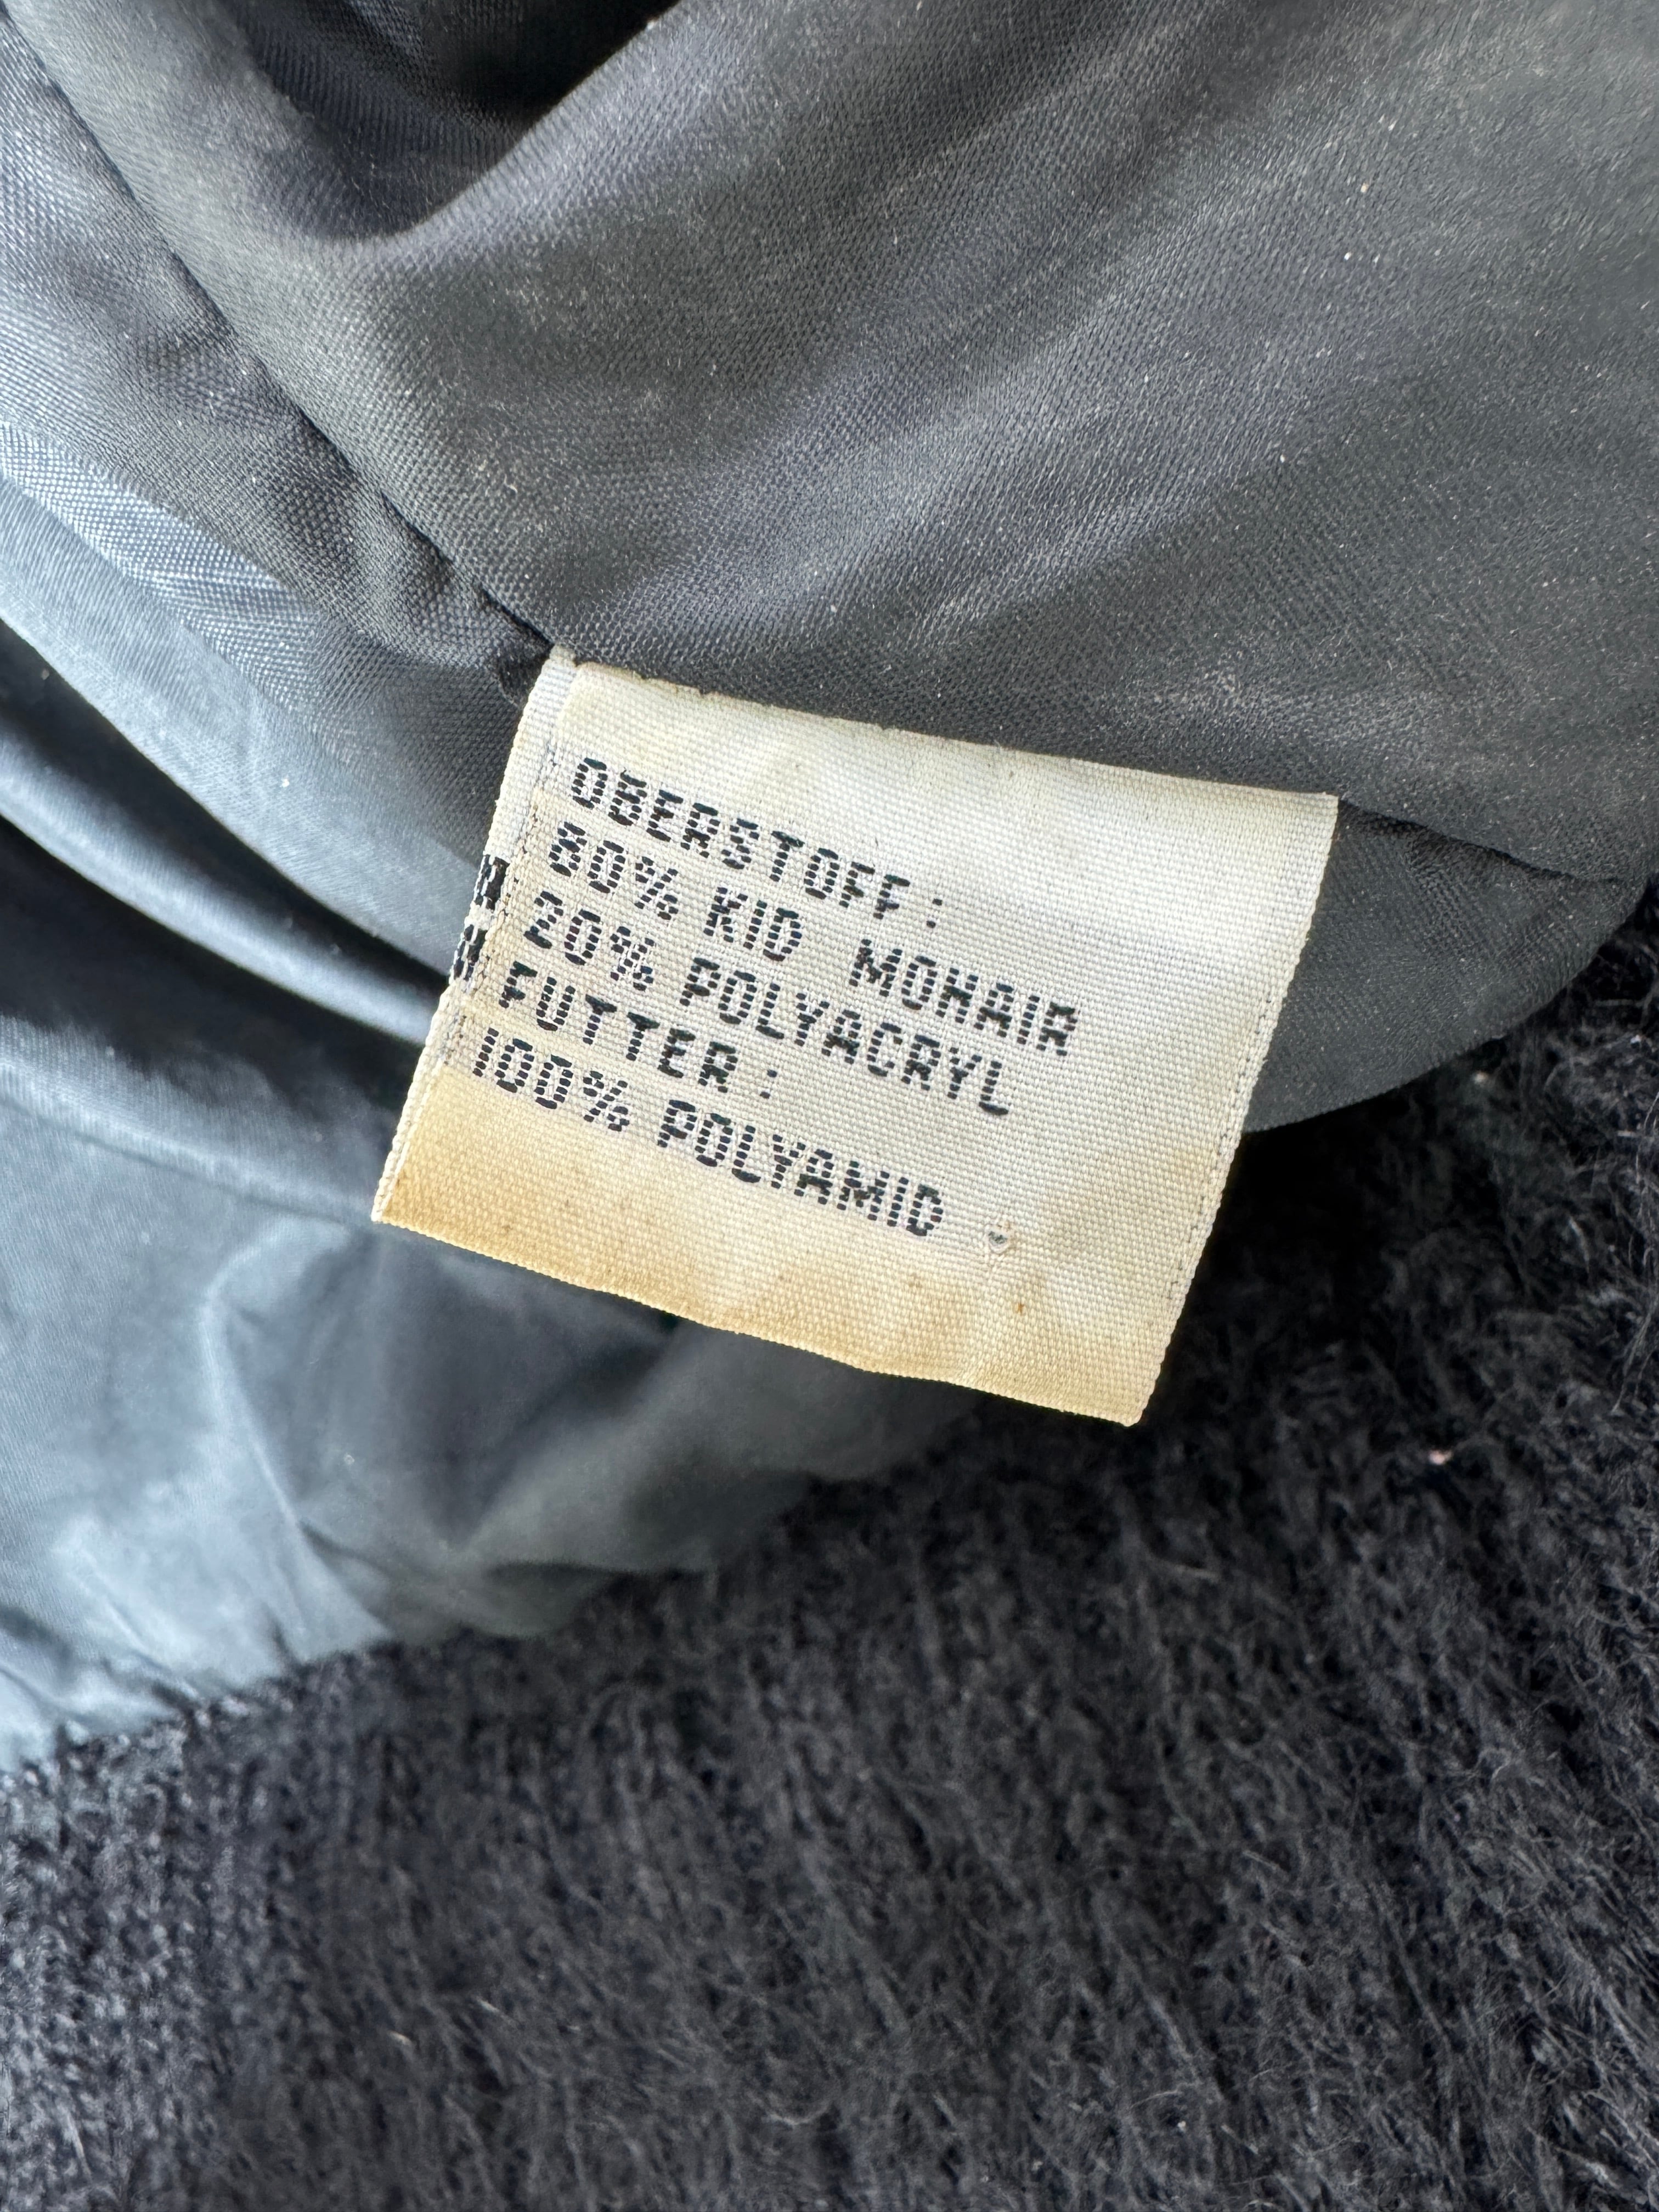 OBERSTOFF:
80% KID MOHAIR
20% POLYACRYL
FUTTER:
100% POLYAMID